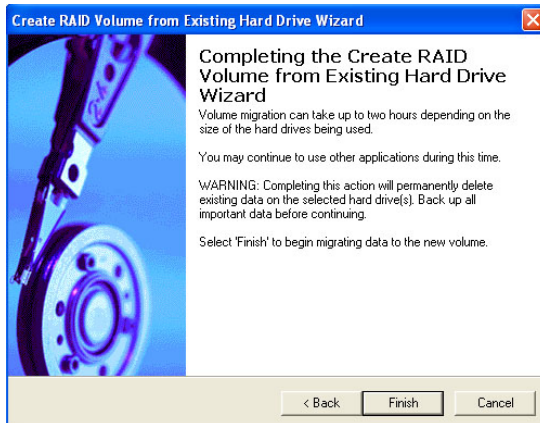 Create RAID Volume from Existing Hard Drive Wizard
Completing the Create RAID
Volume from Existing Hard Drive
Wizard
Volume migration can take up to two hours depending on the
size of the hard drives being used.
You may continue to use other applications during this time.
WARNING: Completing this action will permanently delete
existing data on the selected hard drive(s). Back up all
important data before continuing.
Select 'Finish' to begin migrating data to the new volume.
< Back
Finish
Cancel